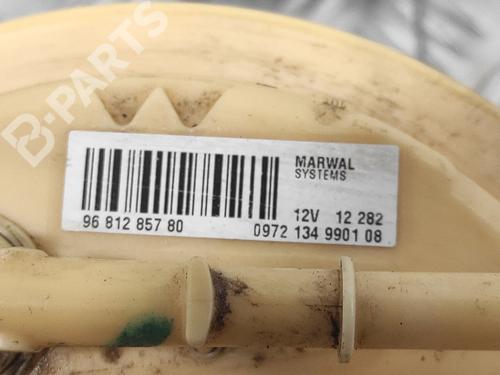 B-PARTS
MARWAL
SYSTEMS
12V 12 282
96 812 857 80
0972 134 9901 08